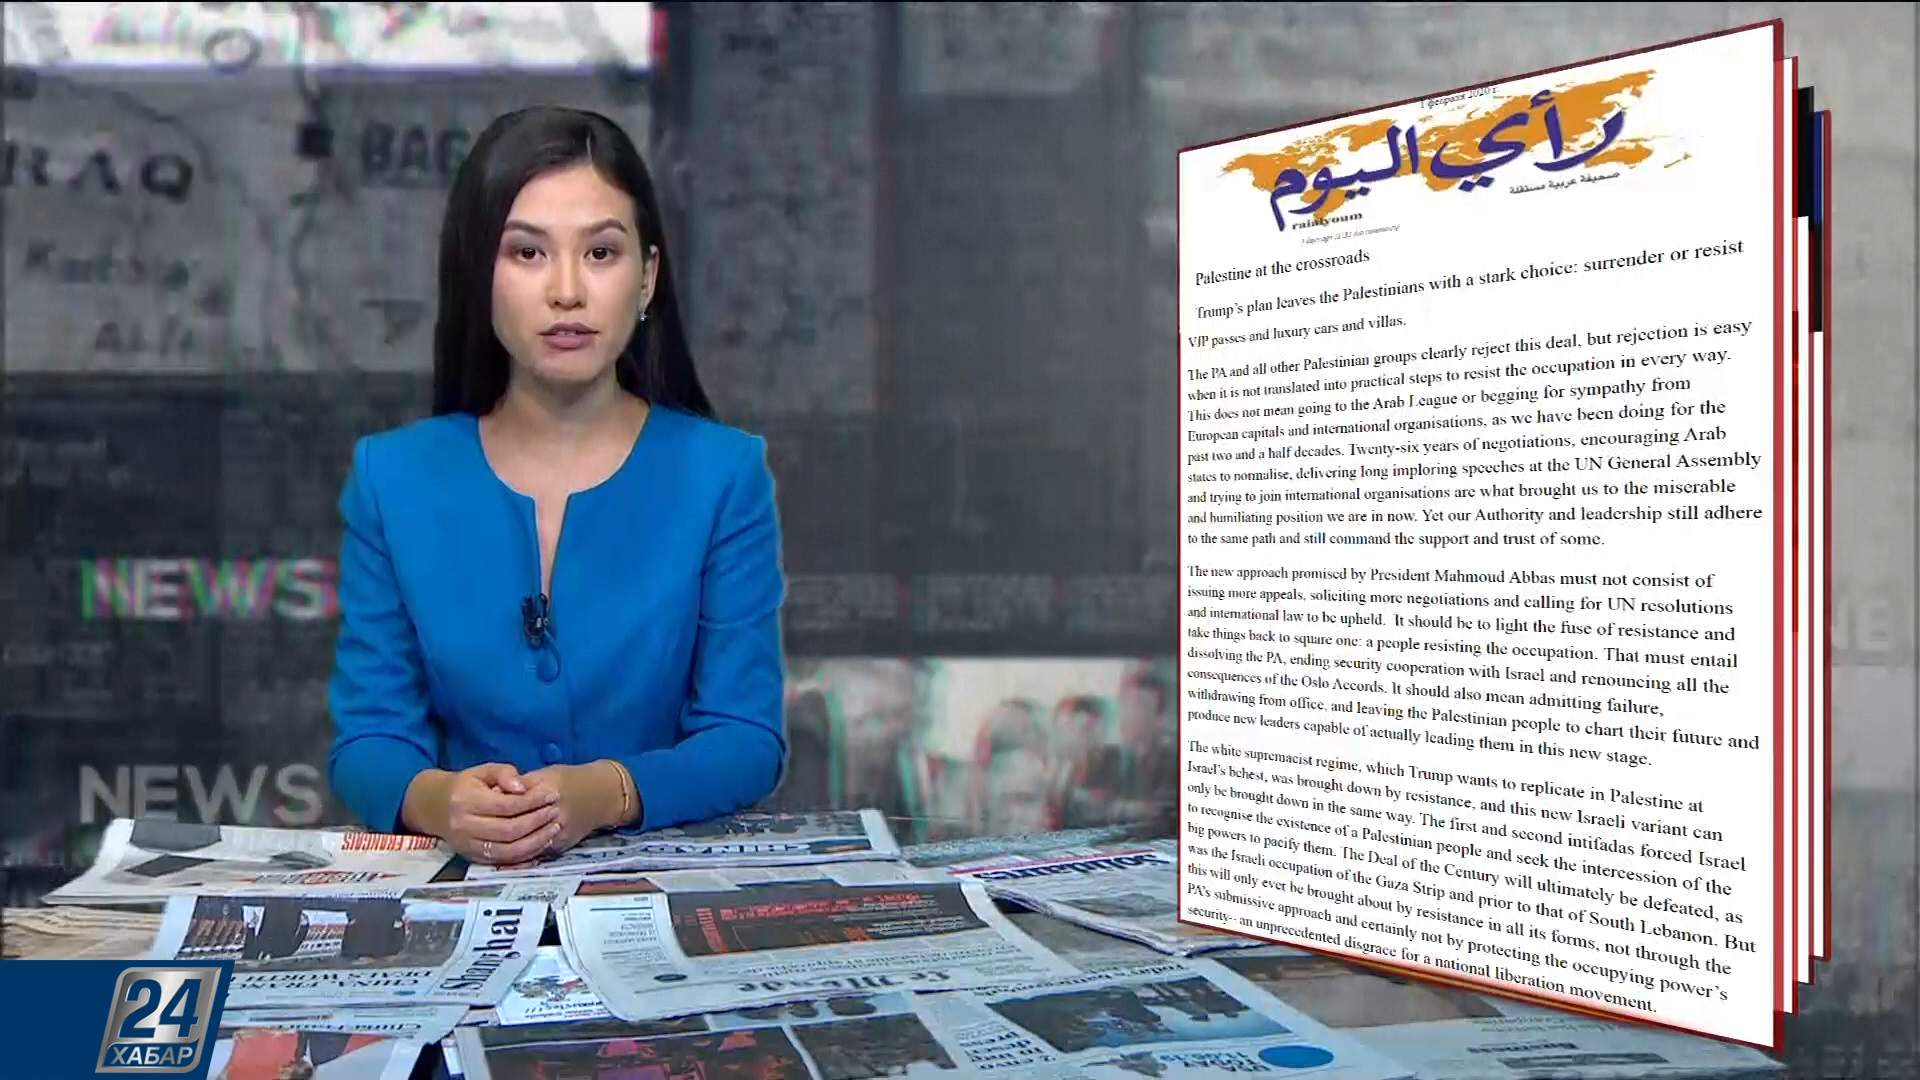 RAQ
BAG
NEWS
NEWS
1 февраля 2020 г.
رأي اليوم
صحيفة عربية مستقلة
raialyoum
Palestine at the crossroads
Trump's plan leaves the Palestinians with a stark choice: surrender or resist
VIP passes and luxury cars and villas.
The PA and all other Palestinian groups clearly reject this deal, but rejection is easy
when it is not translated into practical steps to resist the occupation in every way.
This does not mean going to the Arab League or begging for sympathy from
European capitals and international organisations, as we have been doing for the
past two and a half decades. Twenty-six years of negotiations, encouraging Arab
states to normalise, delivering long imploring speeches at the UN General Assembly
and trying to join international organisations are what brought us to the miserable
and humiliating position we are in now. Yet our Authority and leadership still adhere
to the same path and still command the support and trust of some.
The new approach promised by President Mahmoud Abbas must not consist of
issuing more appeals, soliciting more negotiations and calling for UN resolutions
and international law to be upheld. It should be to light the fuse of resistance and
take things back to square one: a people resisting the occupation. That must entail
dissolving the PA, ending security cooperation with Israel and renouncing all the
consequences of the Oslo Accords. It should also mean admitting failure,
withdrawing from office, and leaving the Palestinian people to chart their future and
produce new leaders capable of actually leading them in this new stage.
The white supremacist regime, which Trump wants to replicate in Palestine at
Israel's behest, was brought down by resistance, and this new Israeli variant can
only be brought down in the same way. The first and second intifadas forced Israel
to recognise the existence of a Palestinian people and seek the intercession of the
big powers to pacify them. The Deal of the Century will ultimately be defeated, as
was the Israeli occupation of the Gaza Strip and prior to that of South Lebanon. But
this will only ever be brought about by resistance in all its forms, not through the
PA's submissive approach and certainly not by protecting the occupying power's
security-- an unprecedented disgrace for a national liberation movement.
Shanghai
CHINA, FRANCE
DEALS WOR
Le Monde
24
ХАБАР